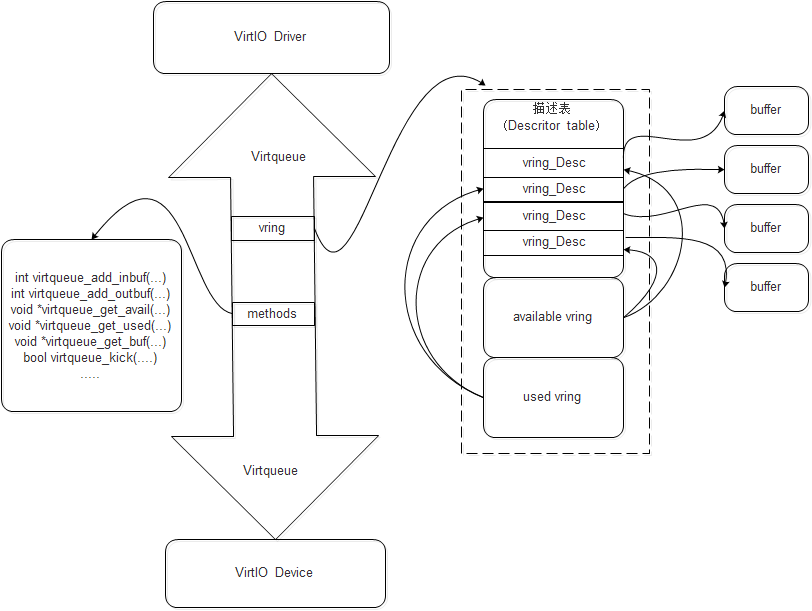 VirtIO Driver
Virtqueue
vring
methods
int virtqueue_add_inbuf(...)
int virtqueue_add_outbuf(...)
void *virtqueue_get_avail(...)
void *virtqueue_get_used(...)
void *virtqueue_get_buf(...)
bool virtqueue_kick(....)
.....
Virtqueue
VirtIO Device
描述表
(Descritor table)
vring_Desc
vring_Desc
vring_Desc
vring_Desc
available vring
used vring
buffer
buffer
buffer
buffer